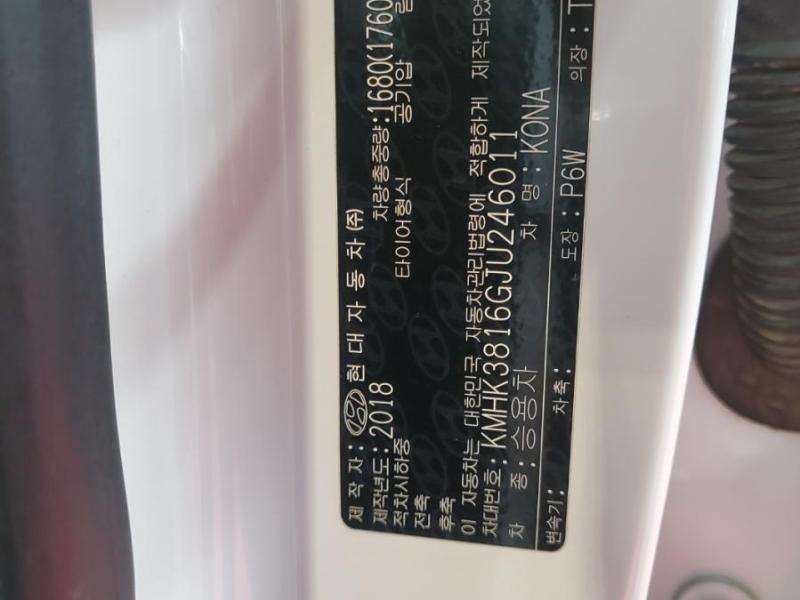 제작자: 현대자동차(주)
제작년도: 2018 차량총중량: 1680(1760
적차시하중 타이어형식 공기압
전축
후축
이 자동차는 대한민국 자동차관리법령에 적합하게 제작되었
차대번호: KMHK3816GJU246011
차 종: 승용차 차 명: KONA
변속기: 차축: 도장: P6W 의장: T